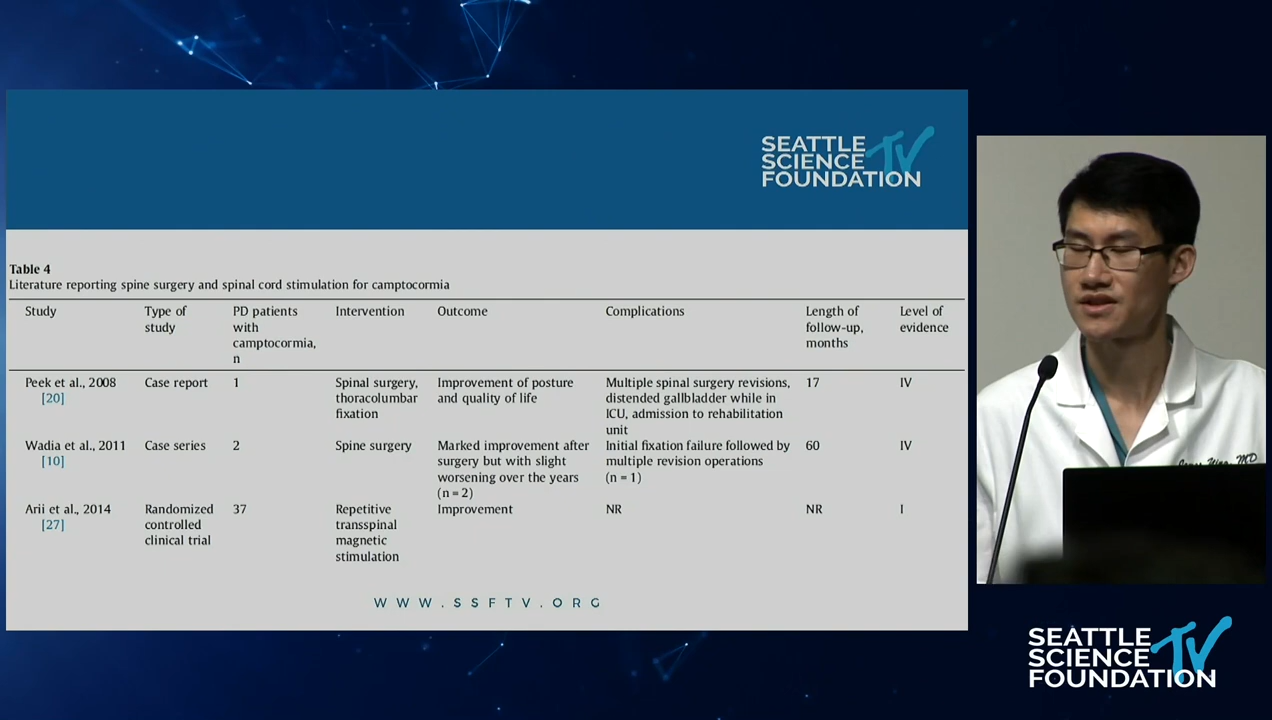 SEATTLE
SCIENCE TV
FOUNDATION
Table 4
Literature reporting spine surgery and spinal cord stimulation for camptocormia
Study Type of study PD patients with camptocormia, n Intervention Outcome Complications Length of follow-up, months Level of evidence
Peek et al., 2008 Case report 1 Spinal surgery, Improvement of posture Multiple spinal surgery revisions, 17 IV
[20] thoracolumbar and quality of life distended gallbladder while in
fixation ICU, admission to rehabilitation
unit
Wadia et al., 2011 Case series 2 Spine surgery Marked improvement after Initial fixation failure followed by 60 IV
[10] surgery but with slight multiple revision operations
worsening over the years (n = 1)
(n = 2)
Arii et al., 2014 Randomized 37 Repetitive Improvement NR NR I
[27] controlled transspinal
clinical trial magnetic
stimulation
WWW.SSFTV.ORG
MD
SEATTLE
SCIENCE TV
FOUNDATION